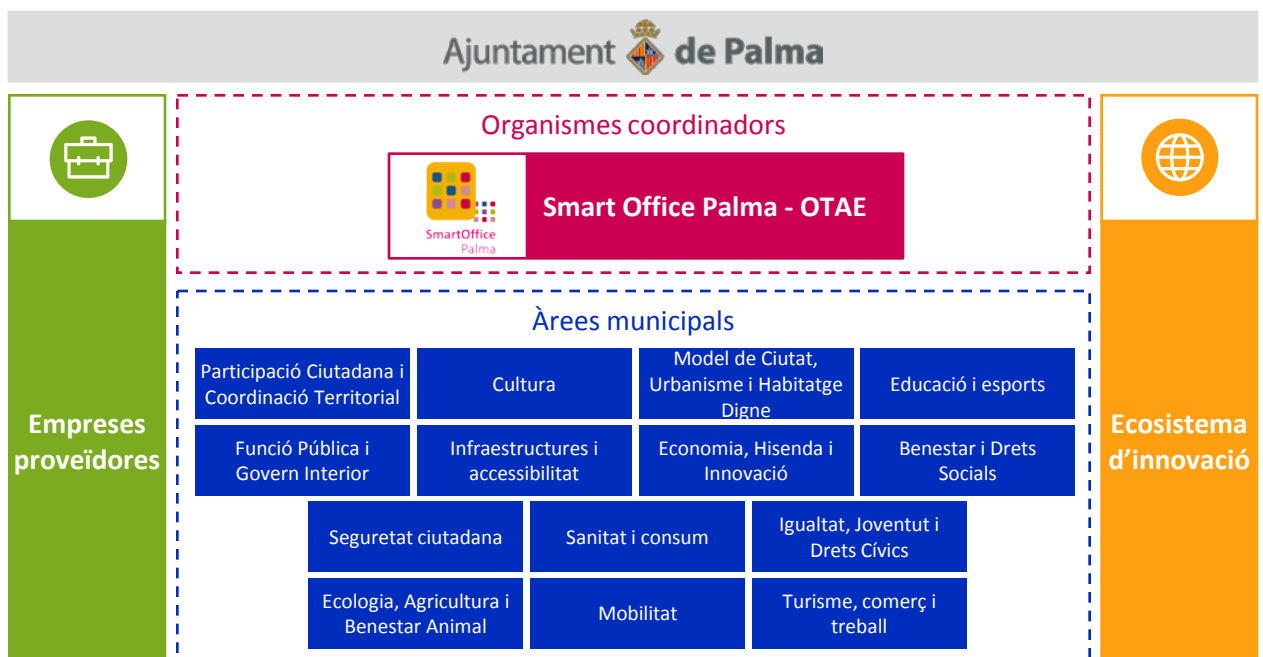 Ajuntament de Palma
Organismes coordinadors
SmartOffice
Palma
Smart Office Palma - OTAE
Àrees municipals
Participació Ciutadana i
Coordinació Territorial
Cultura
Model de Ciutat,
Urbanisme i Habitatge
Digne
Educació i esports
Funció Pública i
Govern Interior
Infraestructures i
accessibilitat
Economia, Hisenda i
Innovació
Benestar i Drets
Socials
Seguretat ciutadana
Sanitat i consum
Igualtat, Joventut i
Drets Cívics
Ecologia, Agricultura i
Benestar Animal
Mobilitat
Turisme, comerç i
treball
Empreses
proveïdores
Ecosistema
d’innovació